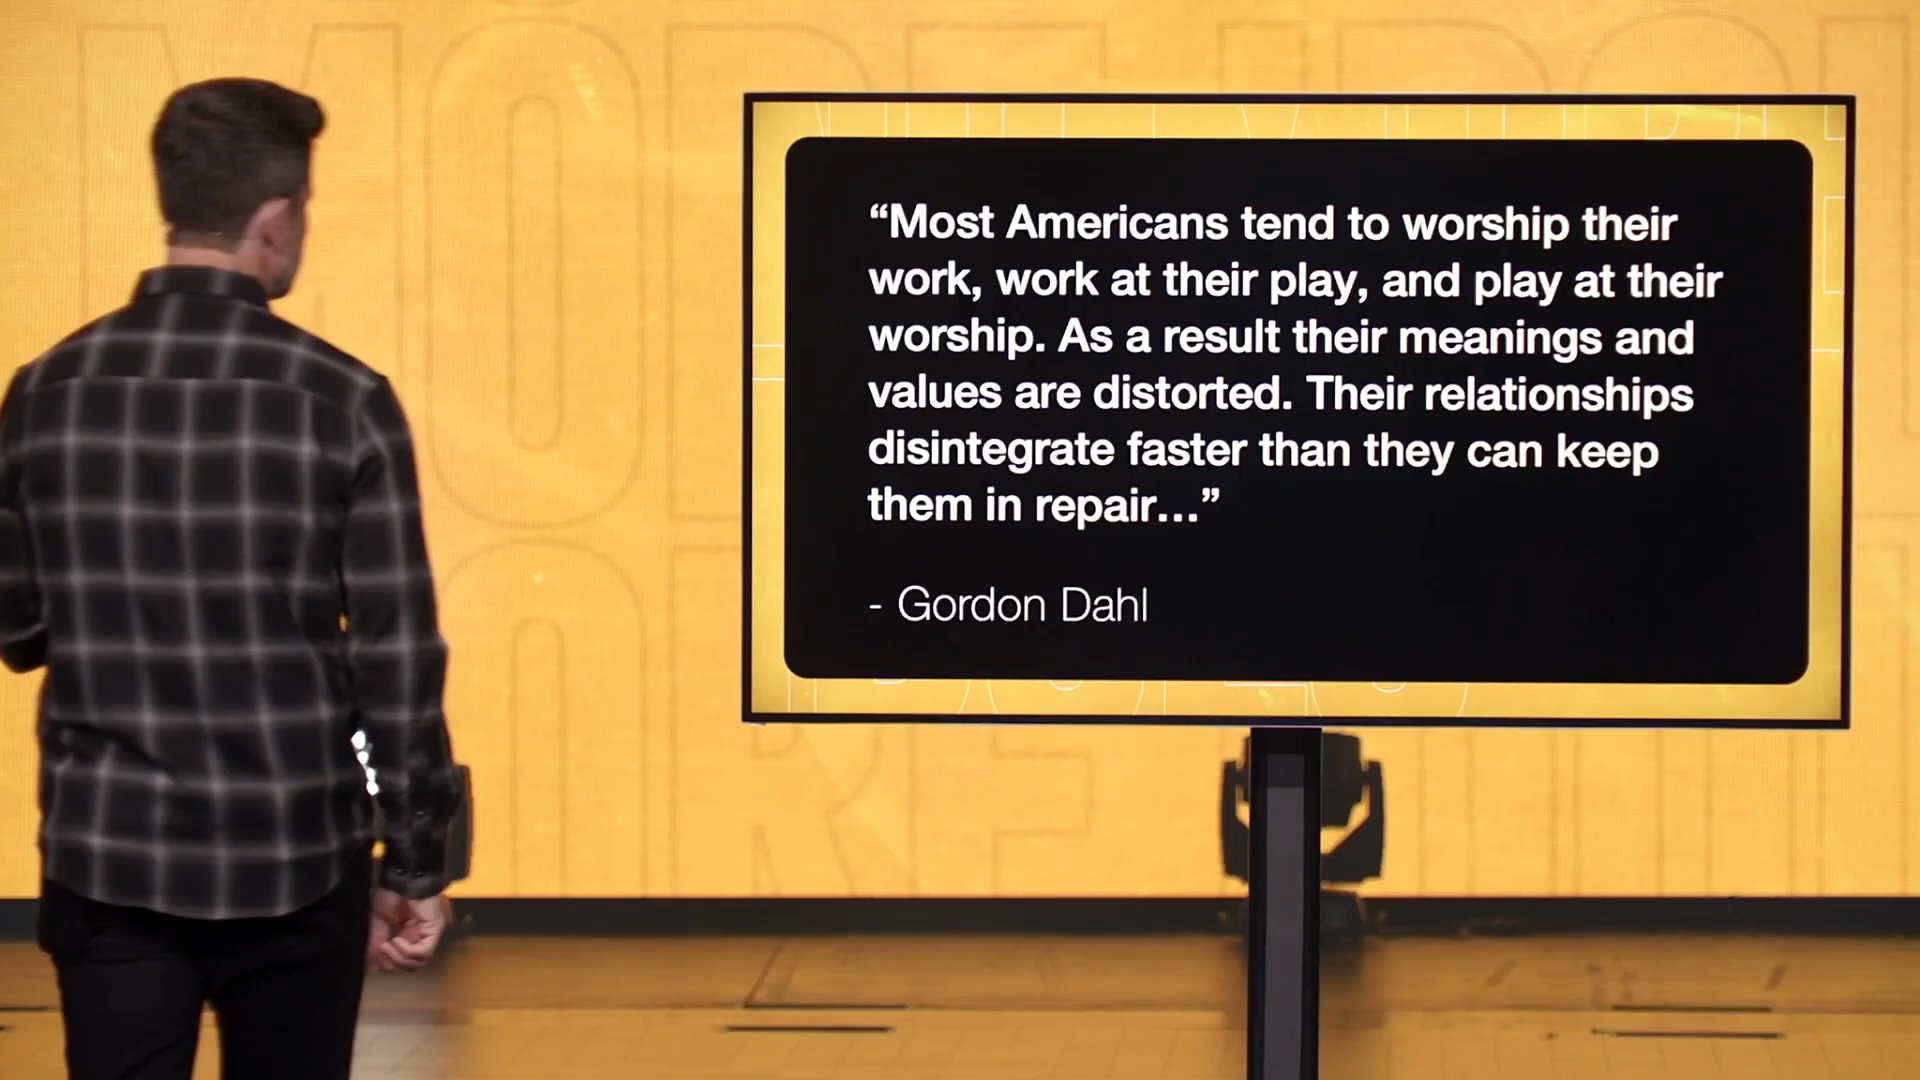 MORE
“Most Americans tend to worship their
work, work at their play, and play at their
worship. As a result their meanings and
values are distorted. Their relationships
disintegrate faster than they can keep
them in repair...”
- Gordon Dahl